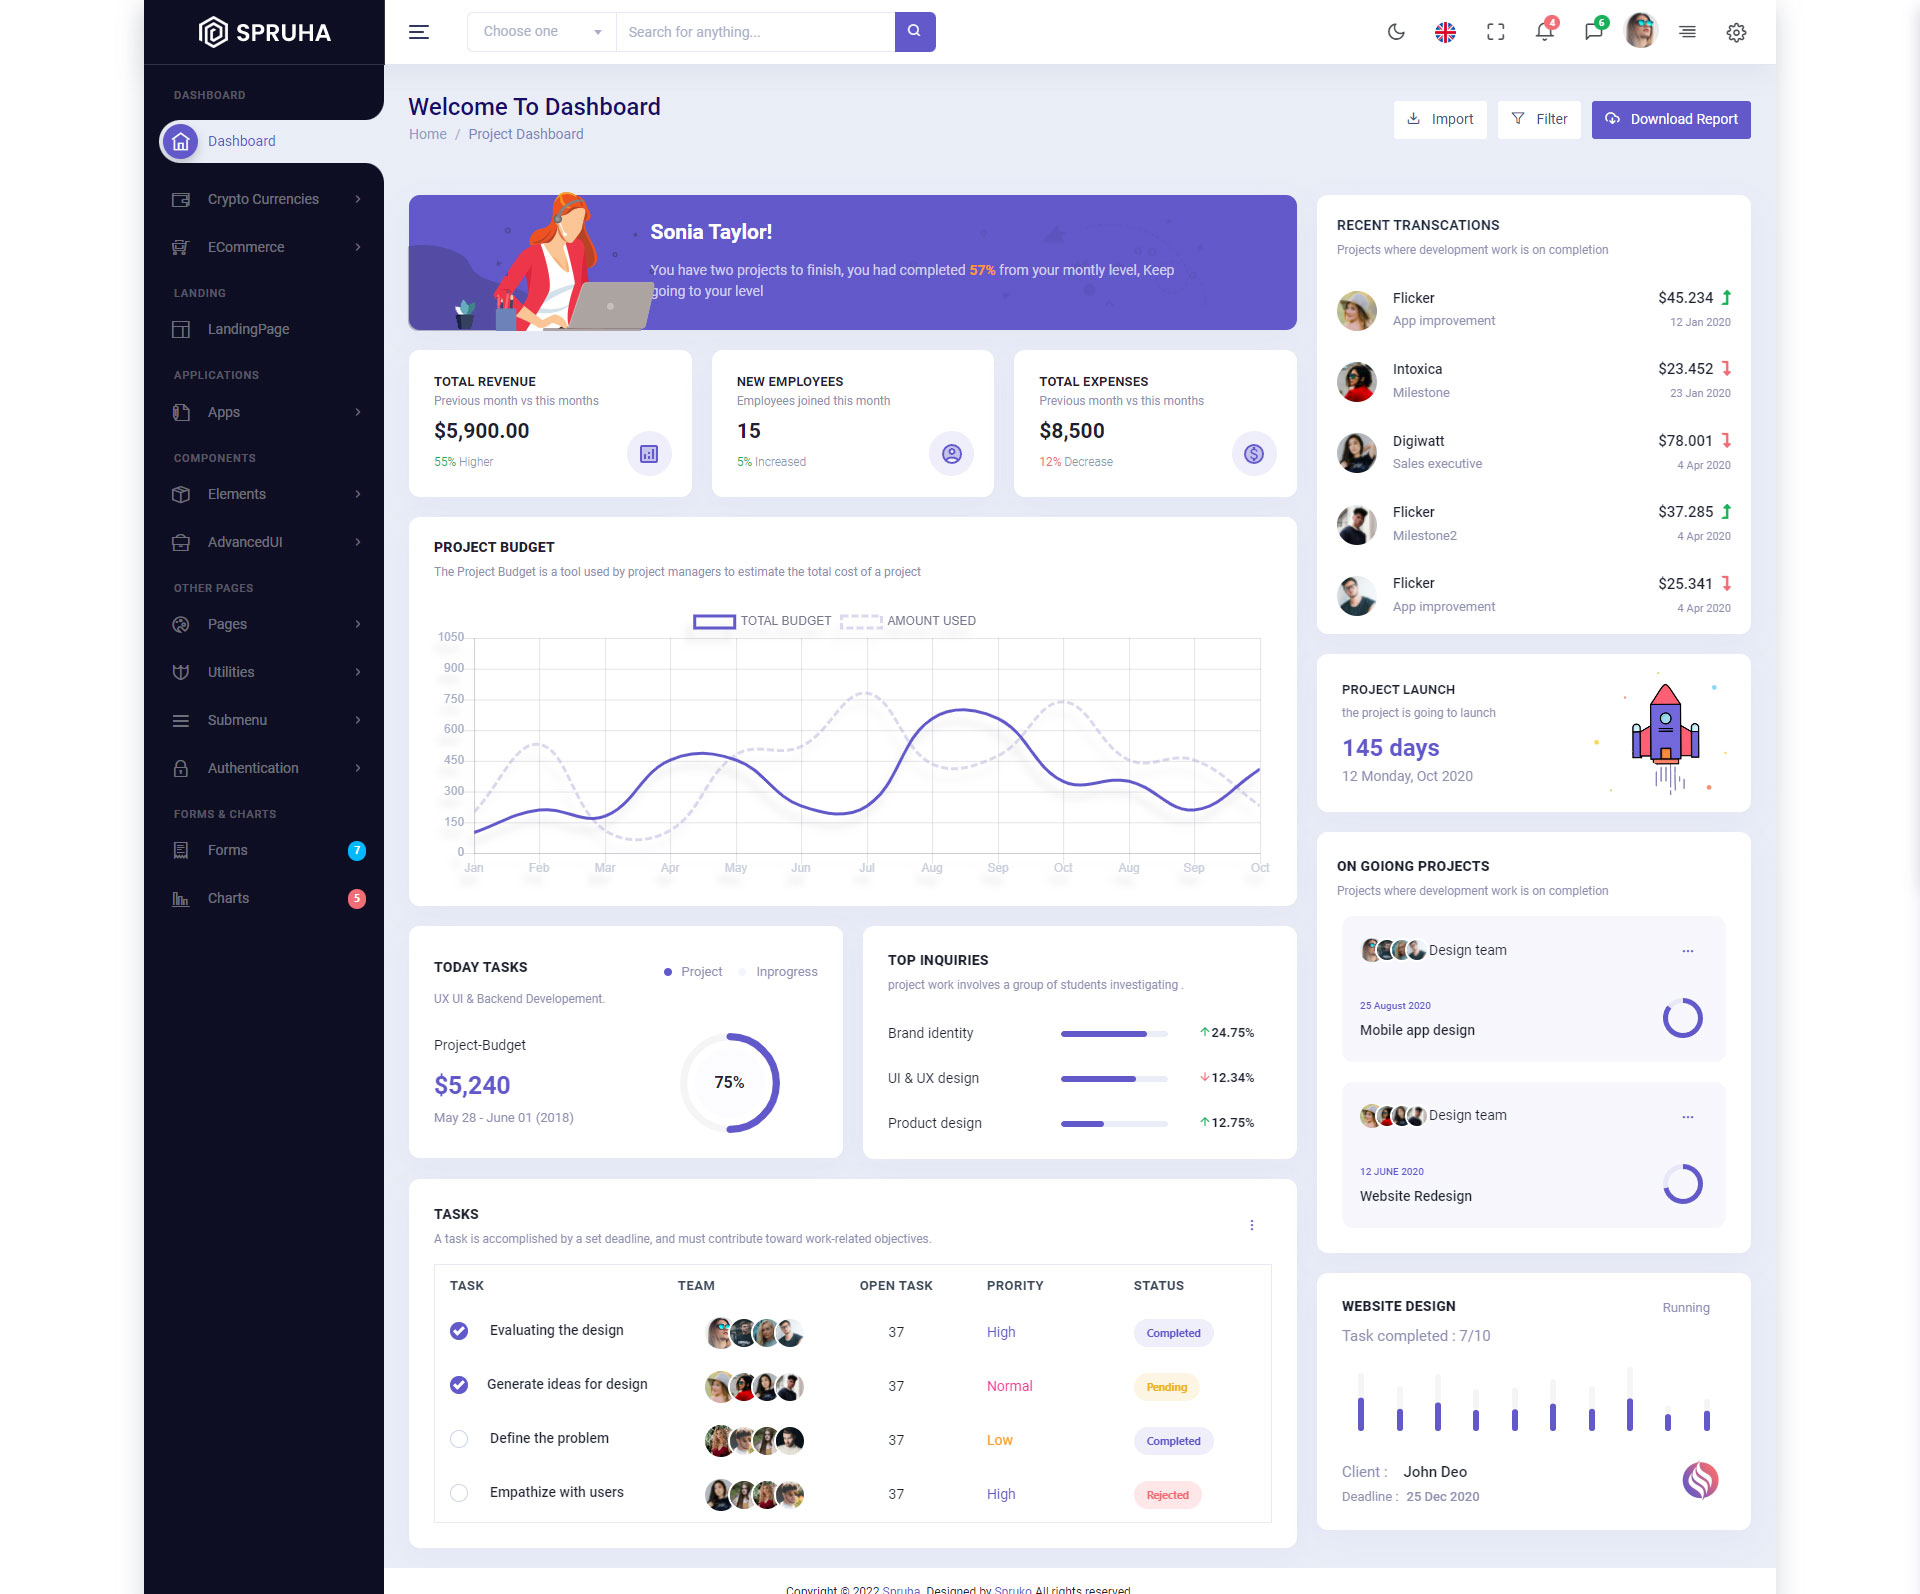 SPRUHA
DASHBOARD
Dashboard
Crypto Currencies
ECommerce
LANDING
LandingPage
APPLICATIONS
Apps
COMPONENTS
Elements
AdvancedUI
OTHER PAGES
Pages
Utilities
Submenu
Authentication
FORMS & CHARTS
Forms 7
Charts 5
Choose one
Search for anything...
4
6
Welcome To Dashboard
Home / Project Dashboard
Import
Filter
Download Report
Sonia Taylor!
You have two projects to finish, you had completed 57% from your montly level, Keep
going to your level
TOTAL REVENUE
Previous month vs this months
$5,900.00
55% Higher
NEW EMPLOYEES
Employees joined this month
15
5% Increased
TOTAL EXPENSES
Previous month vs this months
$8,500
12% Decrease
PROJECT BUDGET
The Project Budget is a tool used by project managers to estimate the total cost of a project
TOTAL BUDGET AMOUNT USED
1050
900
750
600
450
300
150
0
Jan Feb Mar Apr May Jun Jul Aug Sep Oct Aug Sep Oct
TODAY TASKS
Project Inprogress
UX UI & Backend Developement.
Project-Budget
$5,240
May 28 - June 01 (2018)
75%
TOP INQUIRIES
project work involves a group of students investigating .
Brand identity 24.75%
UI & UX design 12.34%
Product design 12.75%
TASKS
A task is accomplished by a set deadline, and must contribute toward work-related objectives.
TASK TEAM OPEN TASK PRORITY STATUS
Evaluating the design 37 High Completed
Generate ideas for design 37 Normal Pending
Define the problem 37 Low Completed
Empathize with users 37 High Rejected
RECENT TRANSCATIONS
Projects where development work is on completion
Flicker $45.234
App improvement 12 Jan 2020
Intoxica $23.452
Milestone 23 Jan 2020
Digiwatt $78.001
Sales executive 4 Apr 2020
Flicker $37.285
Milestone2 4 Apr 2020
Flicker $25.341
App improvement 4 Apr 2020
PROJECT LAUNCH
the project is going to launch
145 days
12 Monday, Oct 2020
ON GOIONG PROJECTS
Projects where development work is on completion
Design team
25 August 2020
Mobile app design
Design team
12 JUNE 2020
Website Redesign
WEBSITE DESIGN Running
Task completed : 7/10
Client : John Deo
Deadline : 25 Dec 2020
Copyright © 2022 Spruha. Designed by Spruko All rights reserved.